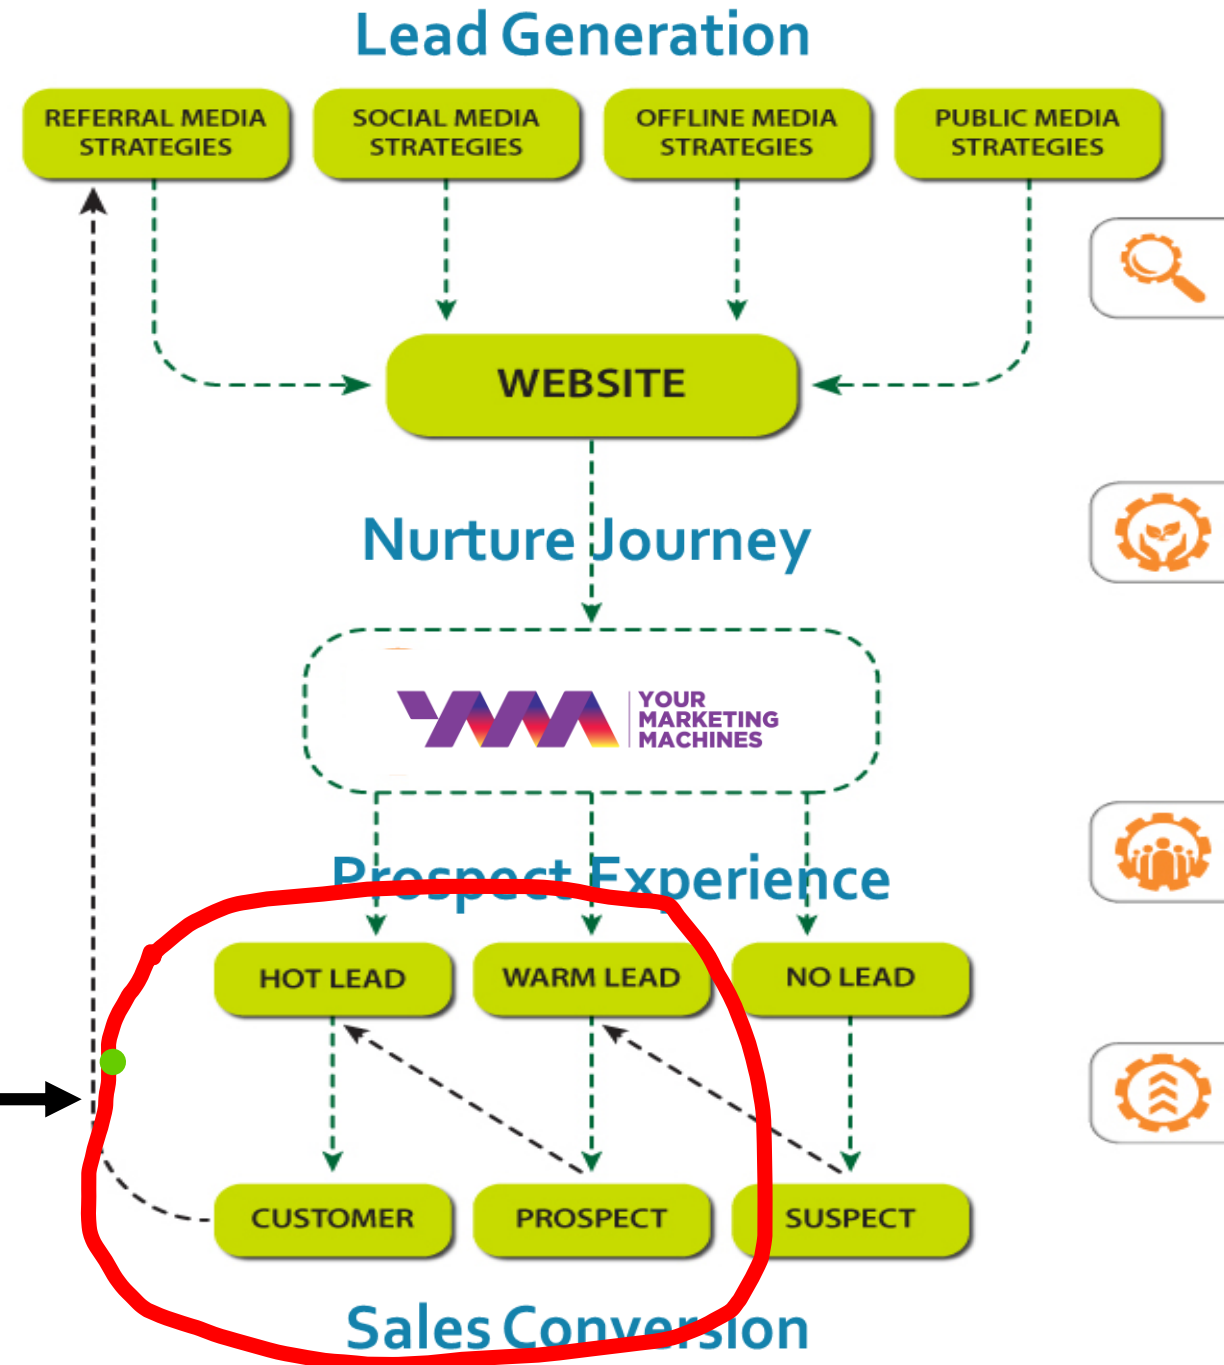 Lead Generation
REFERRAL MEDIA
STRATEGIES
SOCIAL MEDIA
STRATEGIES
OFFLINE MEDIA
STRATEGIES
PUBLIC MEDIA
STRATEGIES
WEBSITE
Nurture Journey
YMM
YOUR
MARKETING
MACHINES
Prospect Experience
HOT LEAD
WARM LEAD
NO LEAD
CUSTOMER
PROSPECT
SUSPECT
Sales Conversion